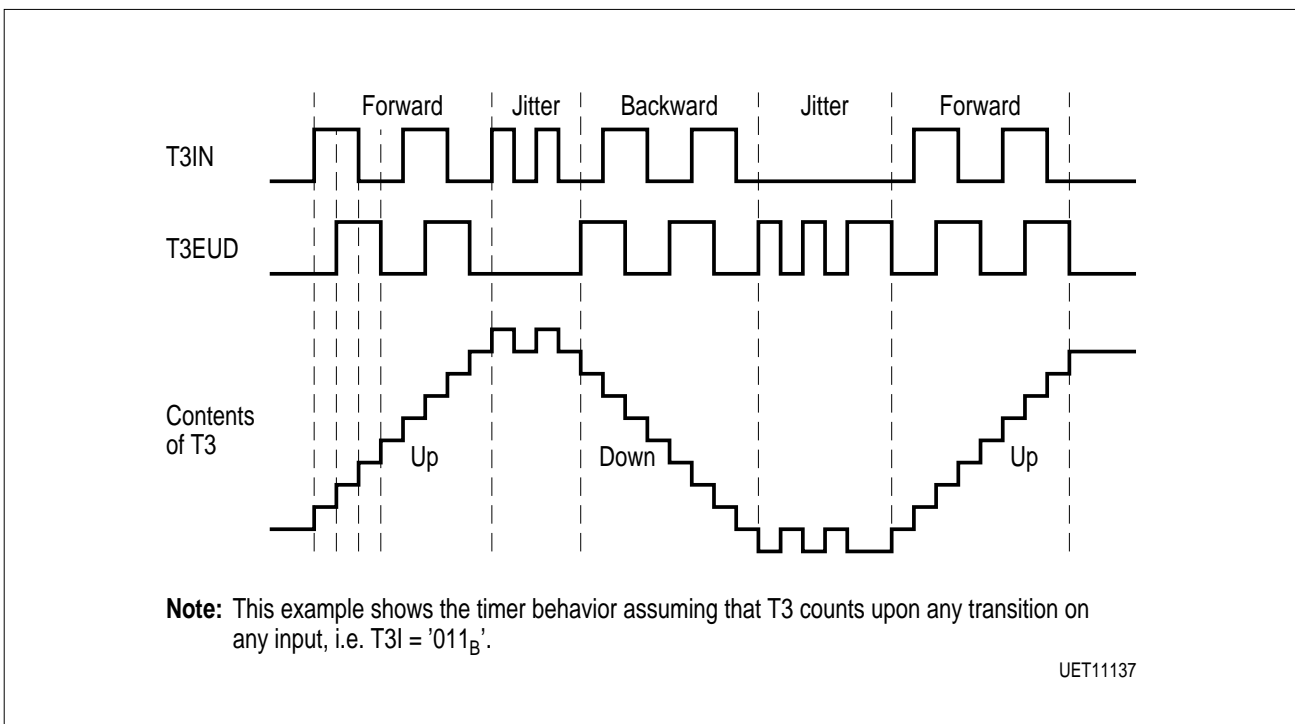 Forward Jitter Backward Jitter Forward
T3IN
T3EUD
Contents
of T3
Up Down Up
Note: This example shows the timer behavior assuming that T3 counts upon any transition on
any input, i.e. T3I = '011B'.
UET11137